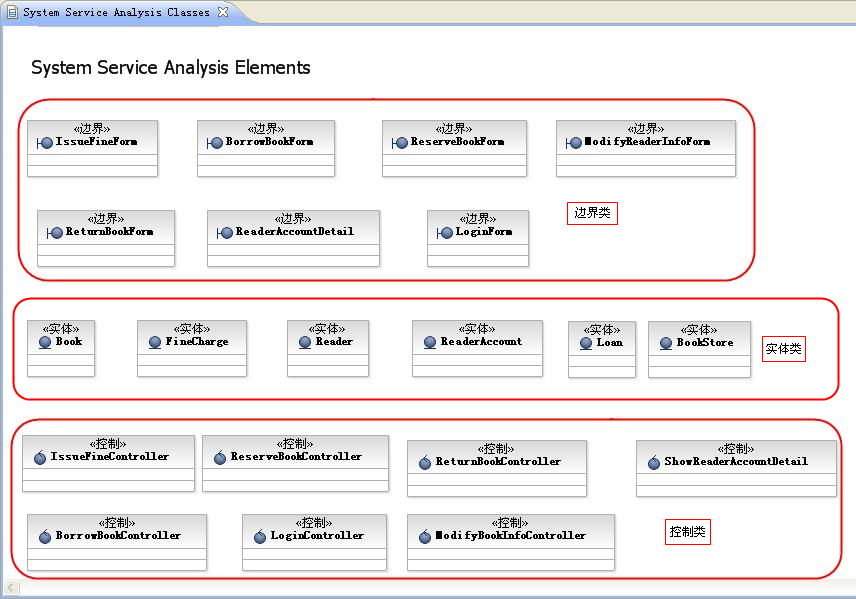 System Service Analysis Classes
System Service Analysis Elements
«边界»
IssueFineForm
«边界»
BorrowBookForm
«边界»
ReserveBookForm
«边界»
ModifyReaderInfoForm
«边界»
ReturnBookForm
«边界»
ReaderAccountDetail
«边界»
LoginForm
边界类
«实体»
Book
«实体»
FineCharge
«实体»
Reader
«实体»
ReaderAccount
«实体»
Loan
«实体»
BookStore
实体类
«控制»
IssueFineController
«控制»
ReserveBookController
«控制»
ReturnBookController
«控制»
ShowReaderAccountDetail
«控制»
BorrowBookController
«控制»
LoginController
«控制»
ModifyBookInfoController
控制类